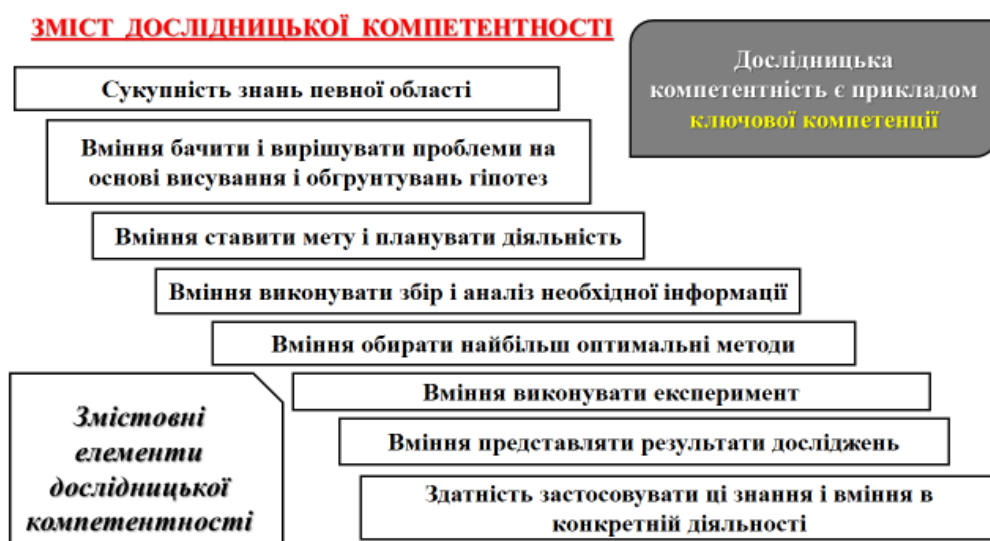 ЗМІСТ ДОСЛІДНИЦЬКОЇ КОМПЕТЕНТНОСТІ
Дослідницька
компетентність є прикладом
ключової компетенції
Сукупність знань певної області
Вміння бачити і вирішувати проблеми на
основі висування і обгрунтувань гіпотез
Вміння ставити мету і планувати діяльність
Вміння виконувати збір і аналіз необхідної інформації
Вміння обирати найбільш оптимальні методи
Вміння виконувати експеримент
Вміння представляти результати досліджень
Здатність застосовувати ці знання і вміння в
конкретній діяльності
Змістовні
елементи
дослідницької
компетентності